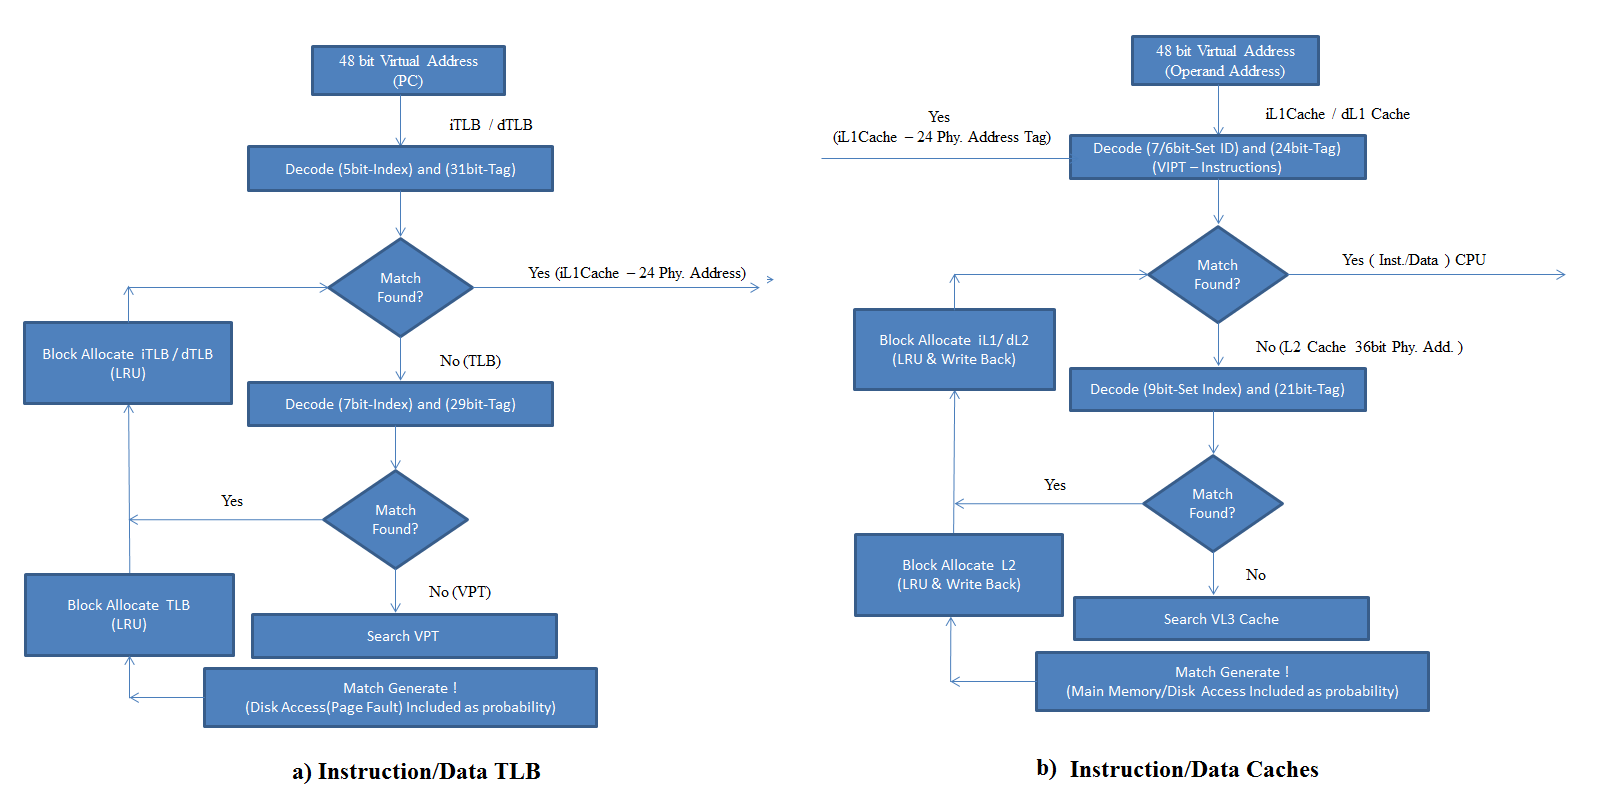 48 bit Virtual Address
(PC)
iTLB / dTLB
Decode (5bit-Index) and (31bit-Tag)
Match
Found?
Yes (iL1Cache – 24 Phy. Address)
Block Allocate iTLB / dTLB
(LRU)
No (TLB)
Decode (7bit-Index) and (29bit-Tag)
Yes
Match
Found?
No (VPT)
Block Allocate TLB
(LRU)
Search VPT
Match Generate !
(Disk Access(Page Fault) Included as probability)
a) Instruction/Data TLB
48 bit Virtual Address
(Operand Address)
iL1Cache / dL1 Cache
Yes
(iL1Cache – 24 Phy. Address Tag)
Decode (7/6bit-Set ID) and (24bit-Tag)
(VIPT – Instructions)
Match
Found?
Yes ( Inst./Data ) CPU
Block Allocate iL1/ dL2
(LRU & Write Back)
No (L2 Cache 36bit Phy. Add. )
Decode (9bit-Set Index) and (21bit-Tag)
Yes
Match
Found?
No
Block Allocate L2
(LRU & Write Back)
Search VL3 Cache
Match Generate !
(Main Memory/Disk Access Included as probability)
b) Instruction/Data Caches